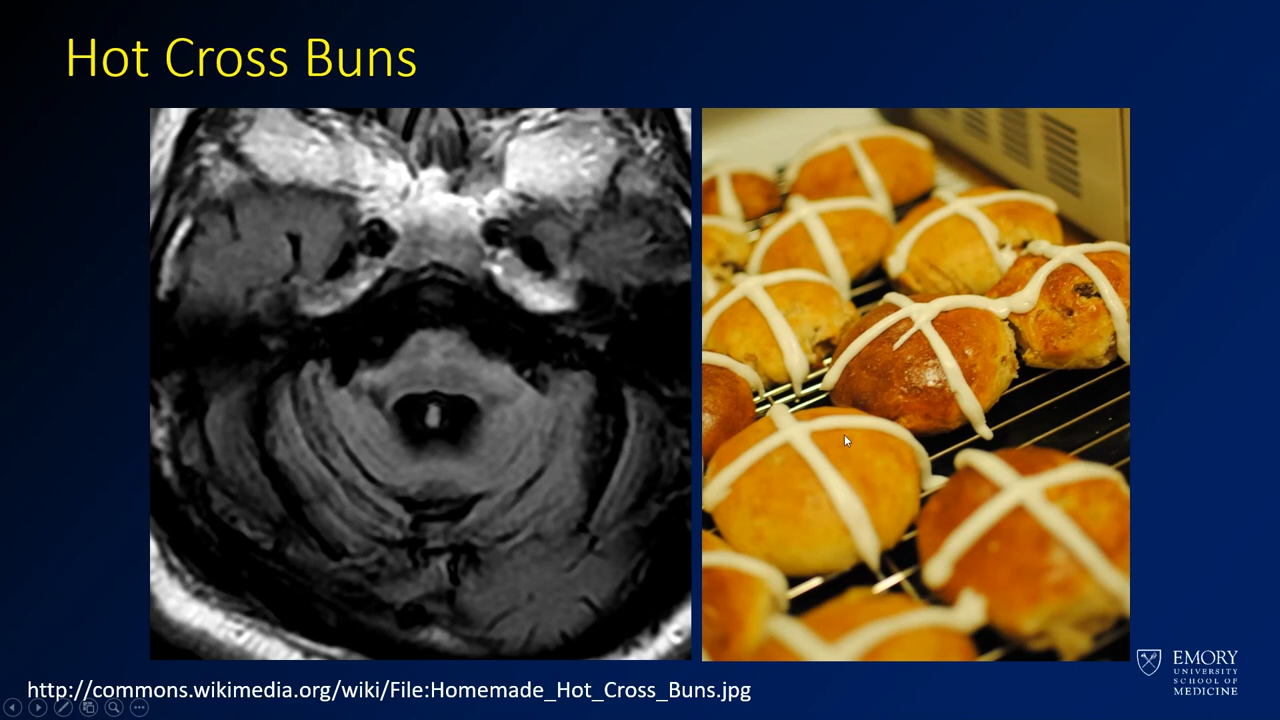 Hot Cross Buns
http://commons.wikimedia.org/wiki/File:Homemade_Hot_Cross_Buns.jpg
EMORY
UNIVERSITY
SCHOOL OF
MEDICINE